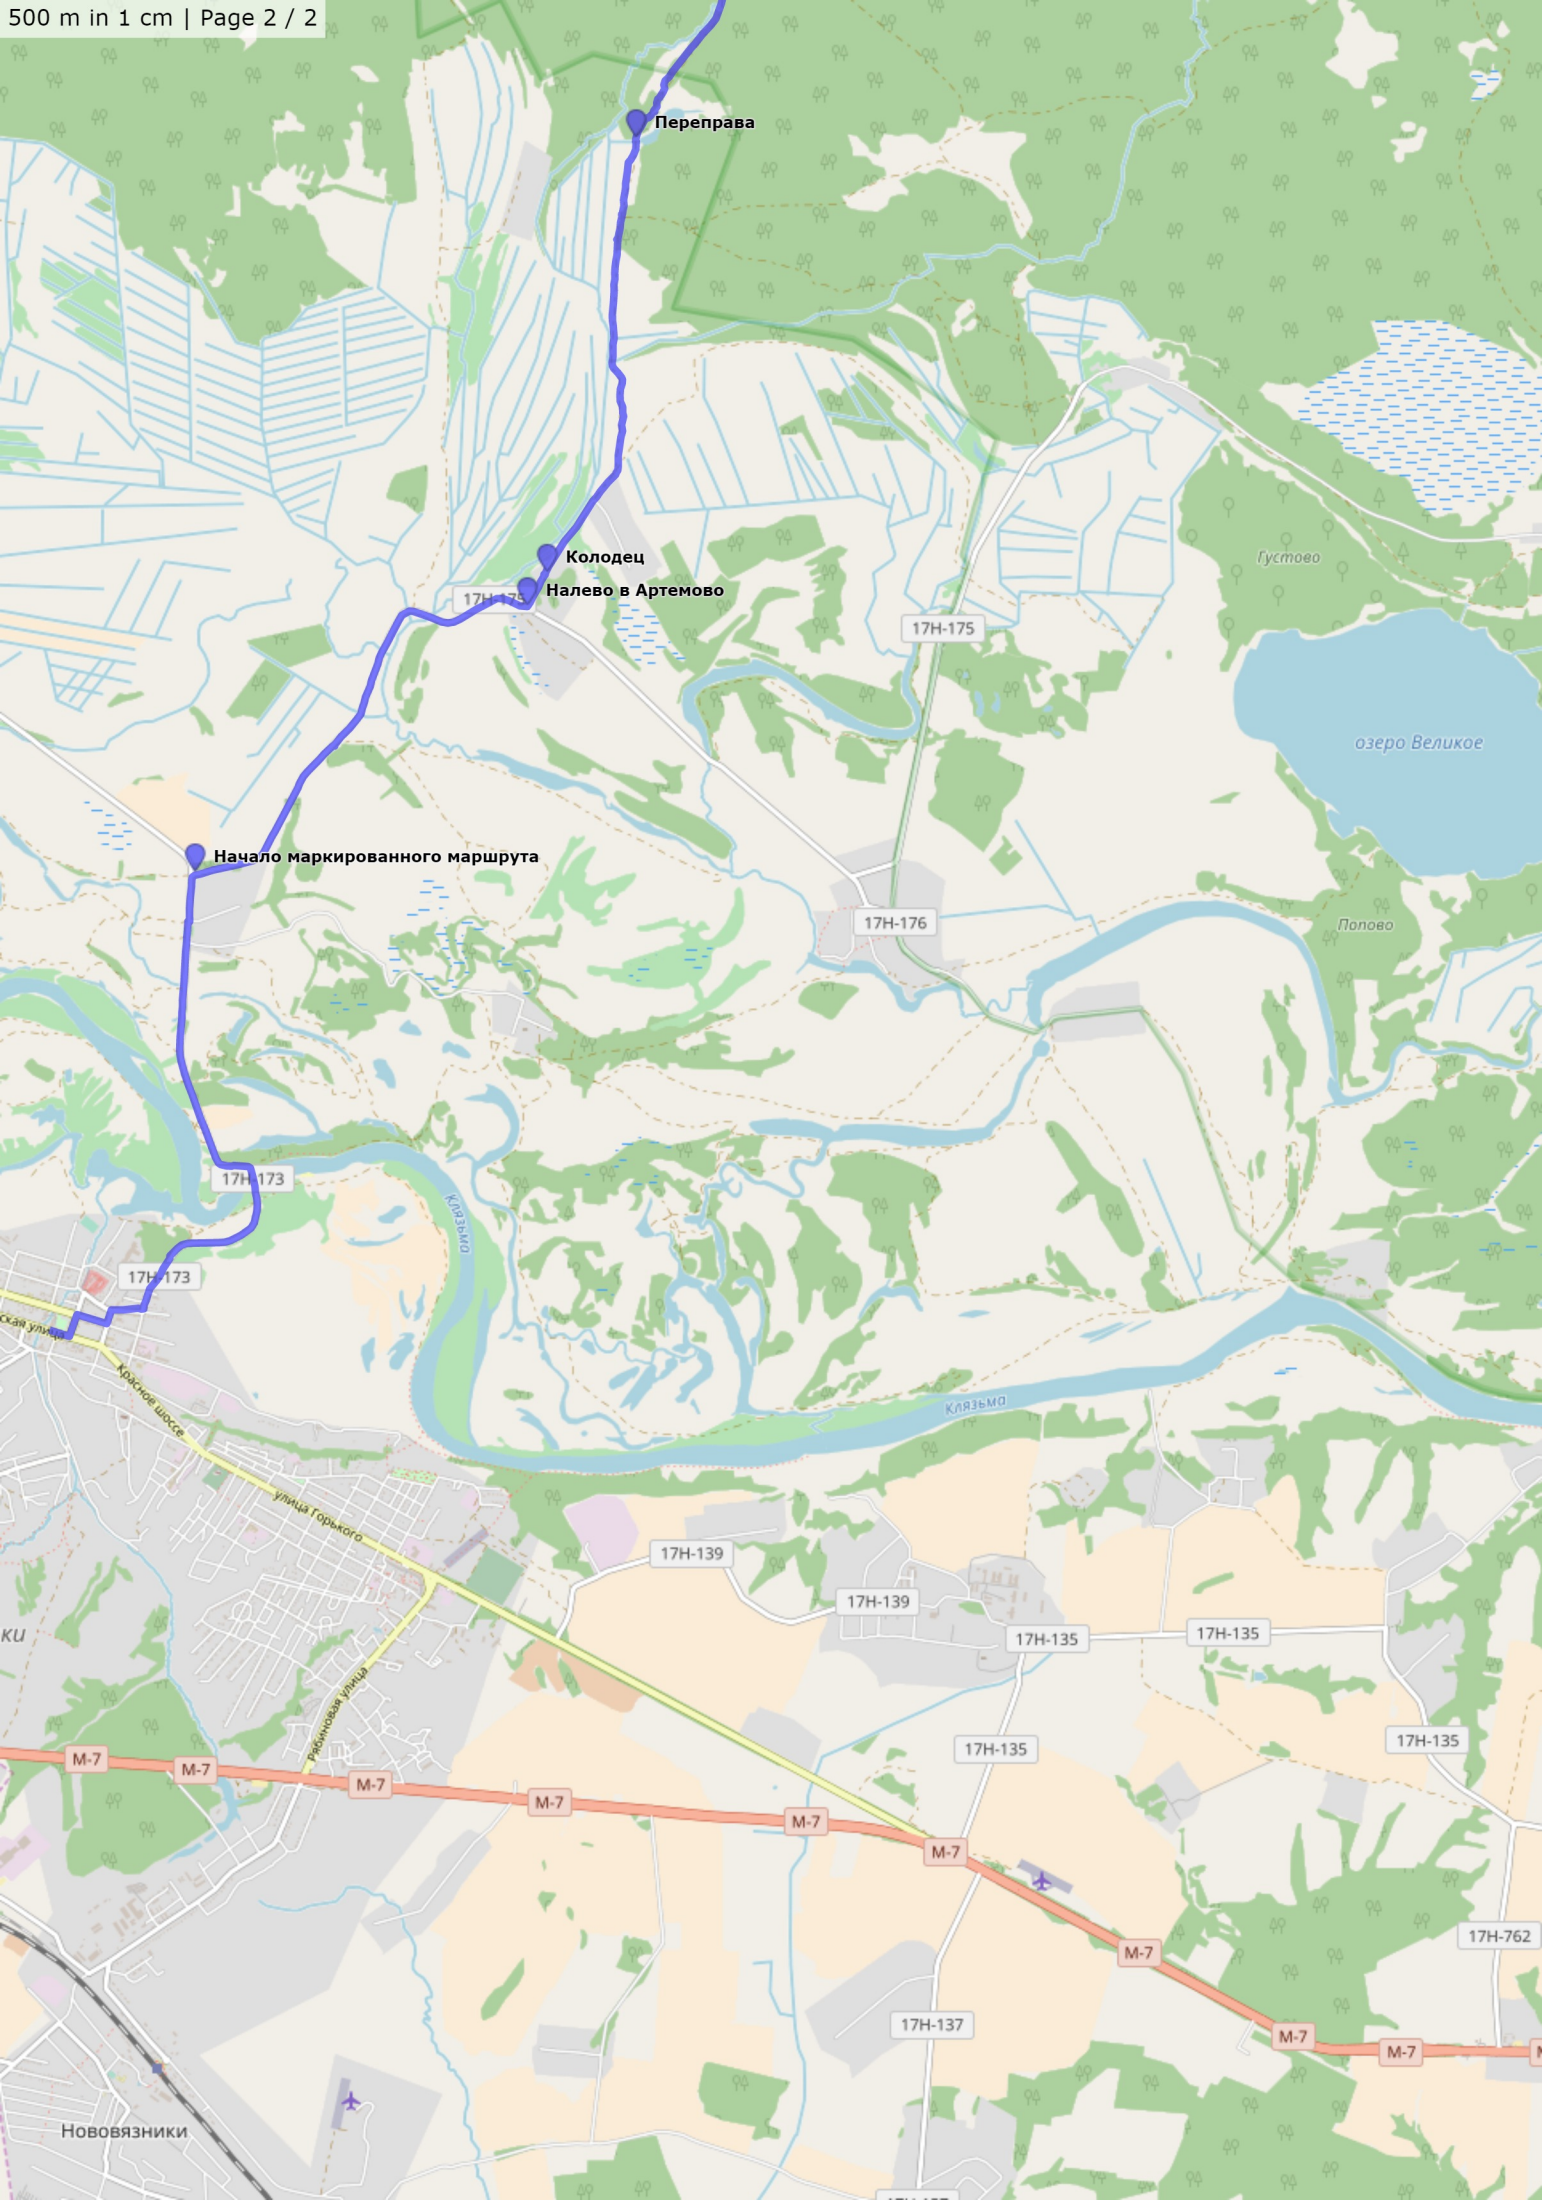 500 m in 1 cm | Page 2 / 2
Переправа
Колодец
Налево в Артемово
17Н-175
Густово
17Н-175
озеро Великое
Начало маркированного маршрута
17Н-176
Попово
17Н-173
Клязьма
17Н-173
ская улица
Красное шоссе
Клязьма
улица Горького
17Н-139
17Н-139
ки
17Н-135
17Н-135
Рябиновая улица
17Н-135
17Н-135
М-7
М-7
М-7
М-7
М-7
М-7
17Н-762
М-7
17Н-137
М-7
М-7
Нововязники